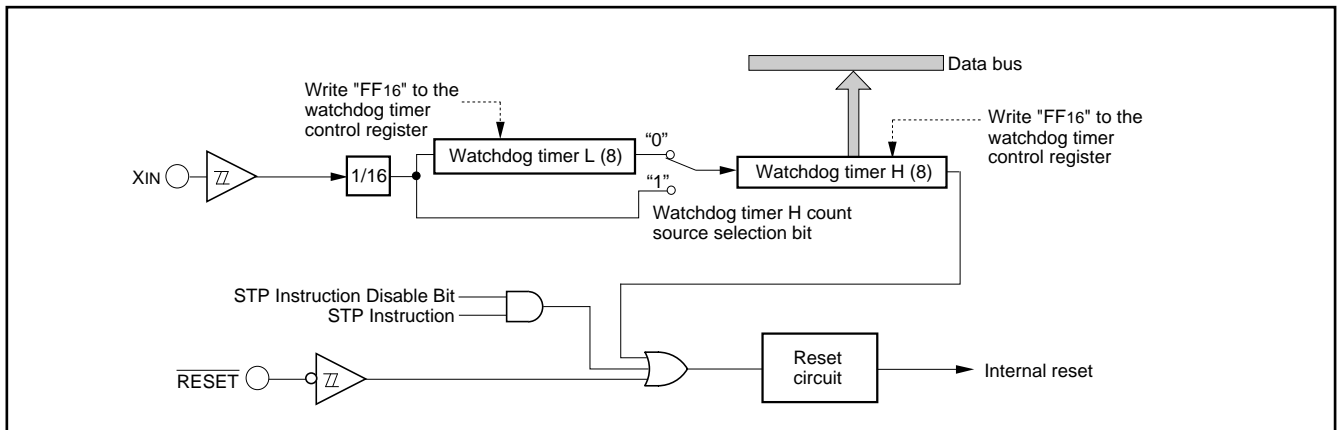 Data bus
Write "FF16" to the
watchdog timer
control register
Write "FF16" to the
watchdog timer
control register
“0”
Watchdog timer L (8)
Watchdog timer H (8)
XIN
1/16
“1”
Watchdog timer H count
source selection bit
STP Instruction Disable Bit
STP Instruction
RESET
Reset
circuit
Internal reset